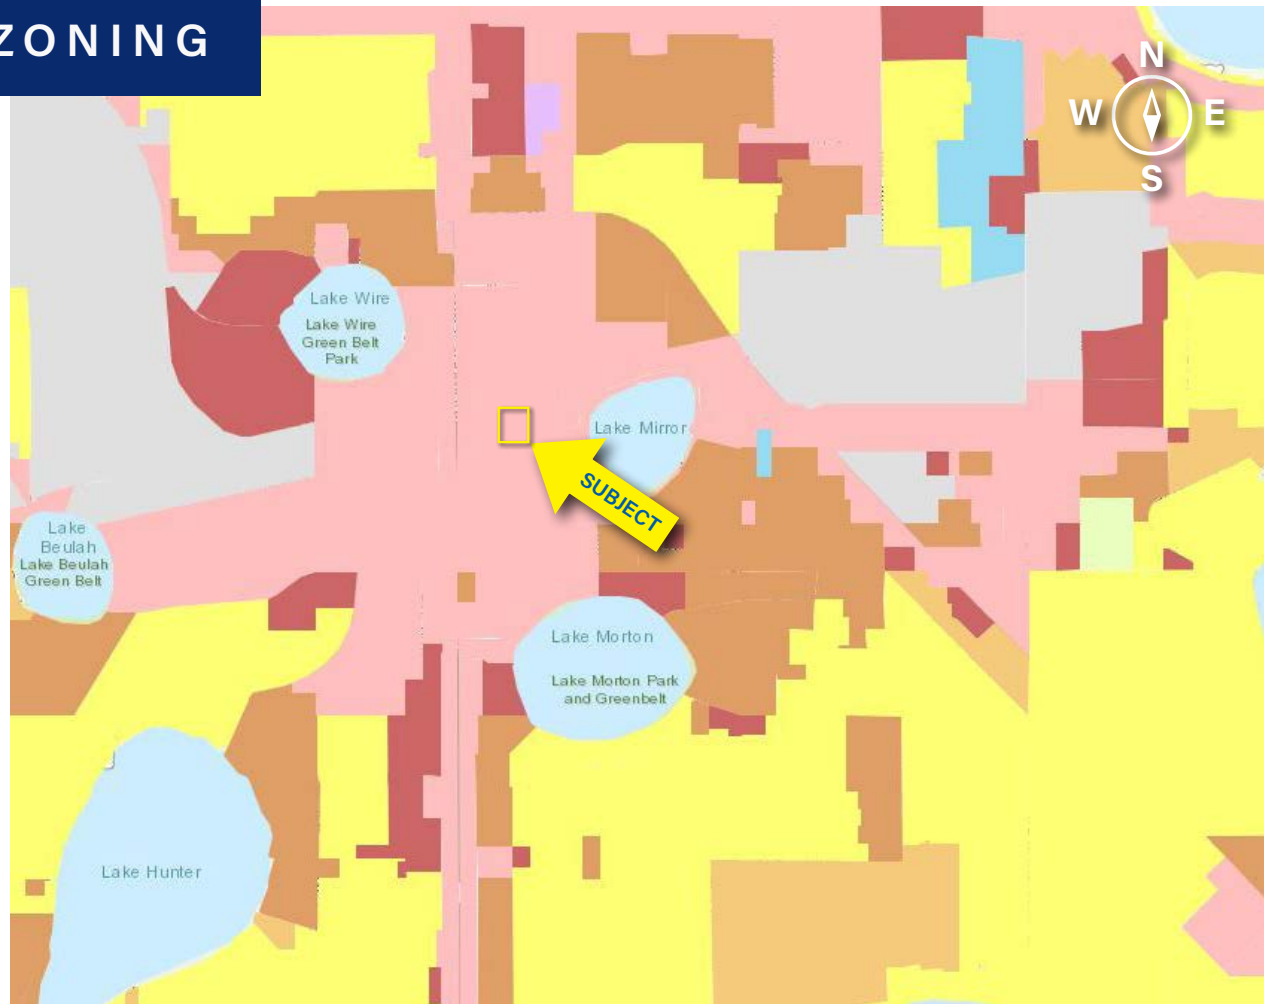 ZONING
N
W
E
S
Lake Wire
Lake Wire
Green Belt
Park
Lake Mirror
SUBJECT
Lake
Beulah
Lake Beulah
Green Belt
Lake Morton
Lake Morton Park
and Greenbelt
Lake Hunter